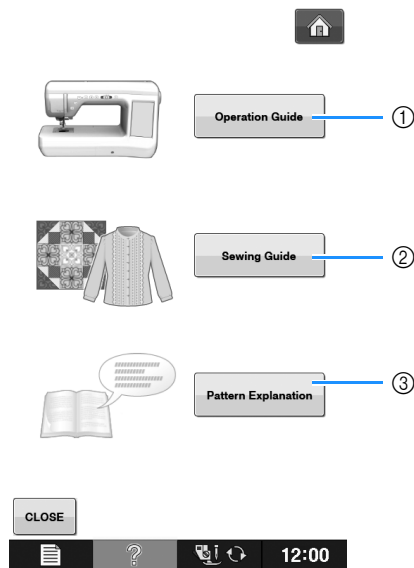 Operation Guide
①
Sewing Guide
②
Pattern Explanation
③
CLOSE
?
12:00